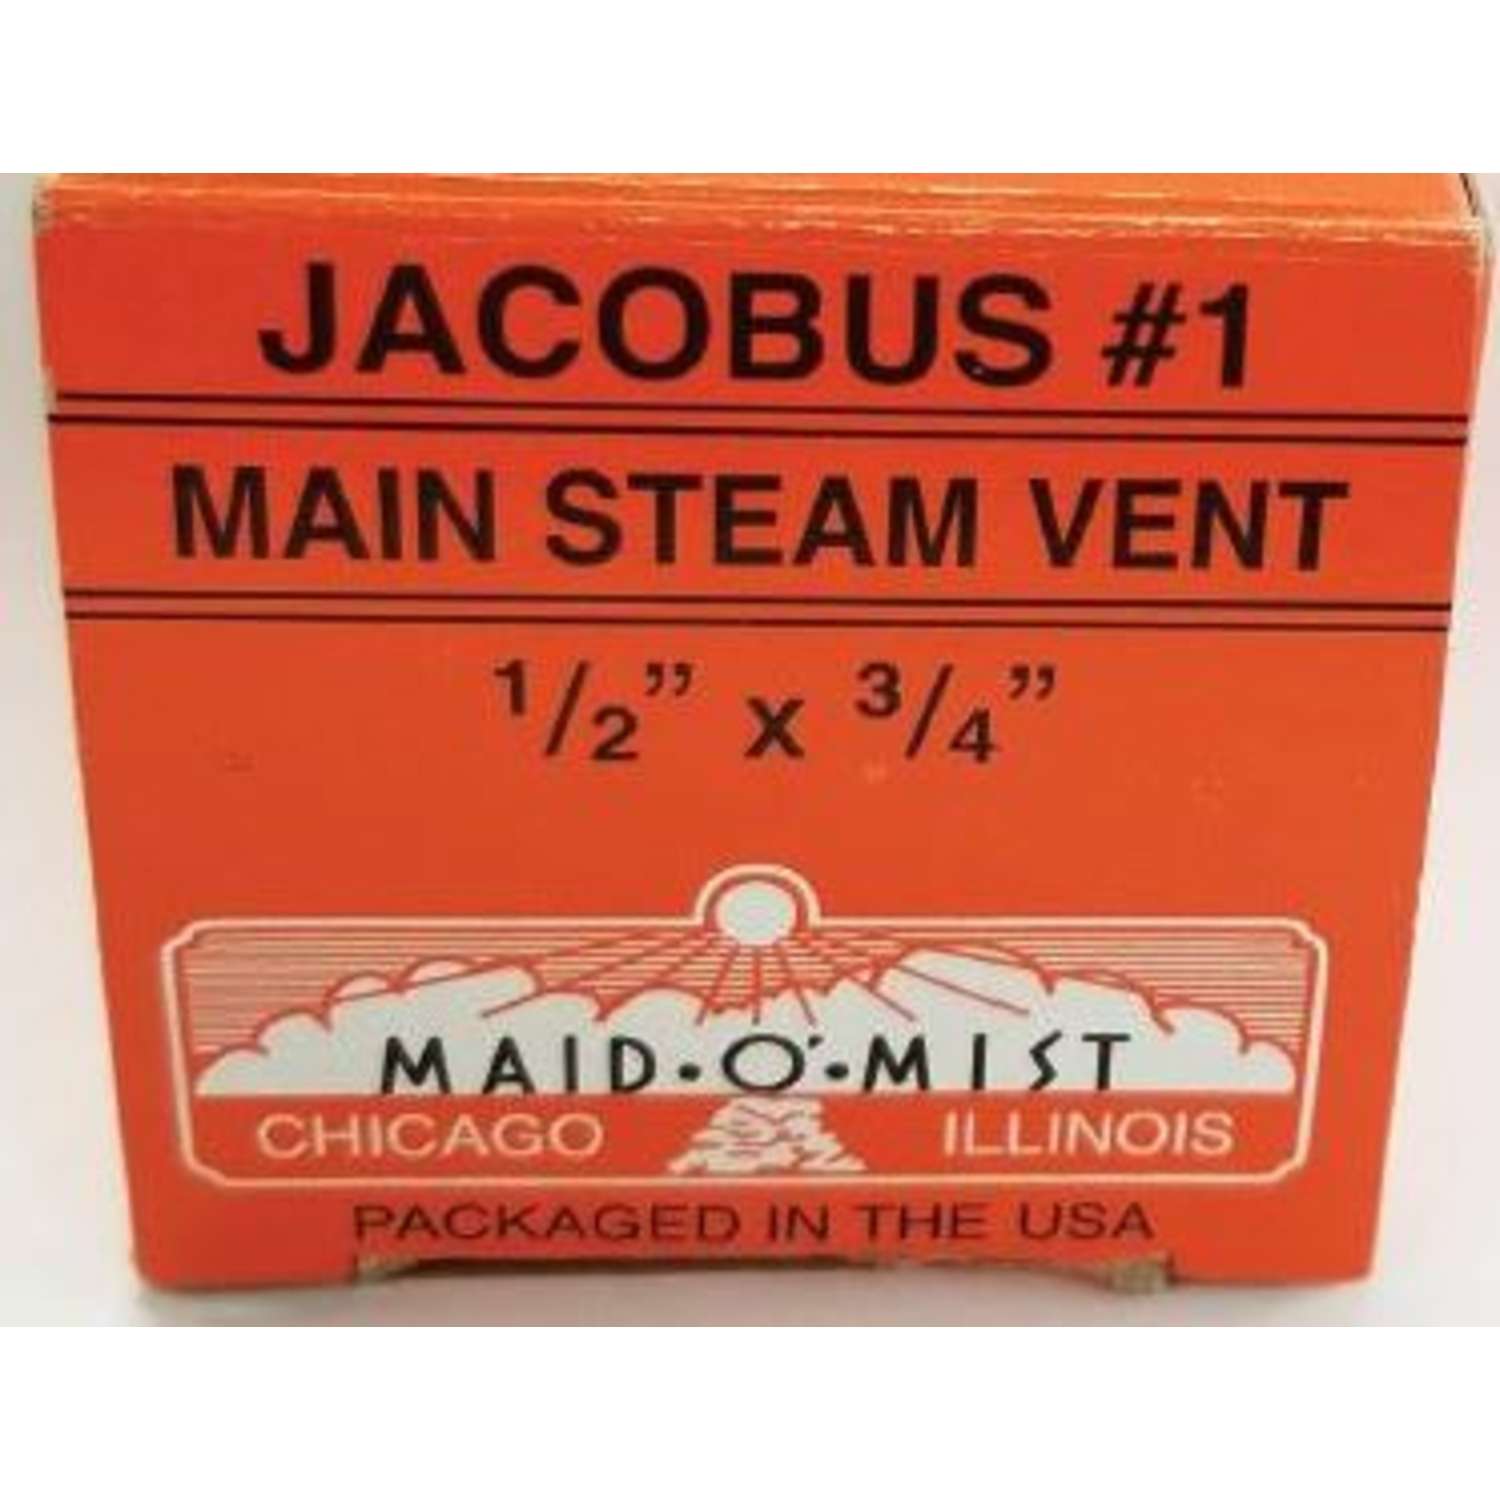 JACOBUS #1
MAIN STEAM VENT
1/2” x 3/4”
MAID•O'•MIST
CHICAGO ILLINOIS
PACKAGED IN THE USA